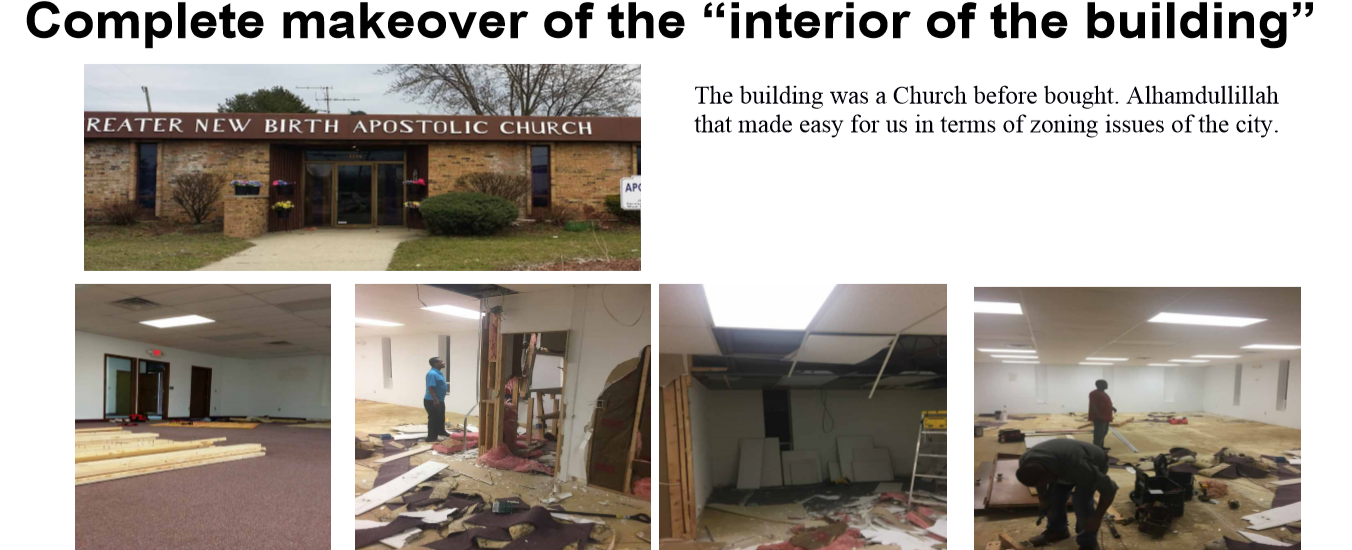 Complete makeover of the “interior of the building”
REATER NEW BIRTH APOSTOLIC CHURCH
The building was a Church before bought. Alhamdullillah
that made easy for us in terms of zoning issues of the city.